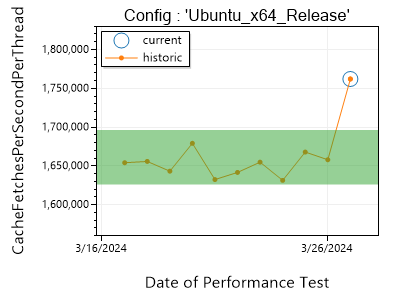 Config : 'Ubuntu_x64_Release'
current
historic
CacheFetchesPerSecondPerThread
1,800,000
1,750,000
1,700,000
1,650,000
1,600,000
3/16/2024
3/26/2024
Date of Performance Test